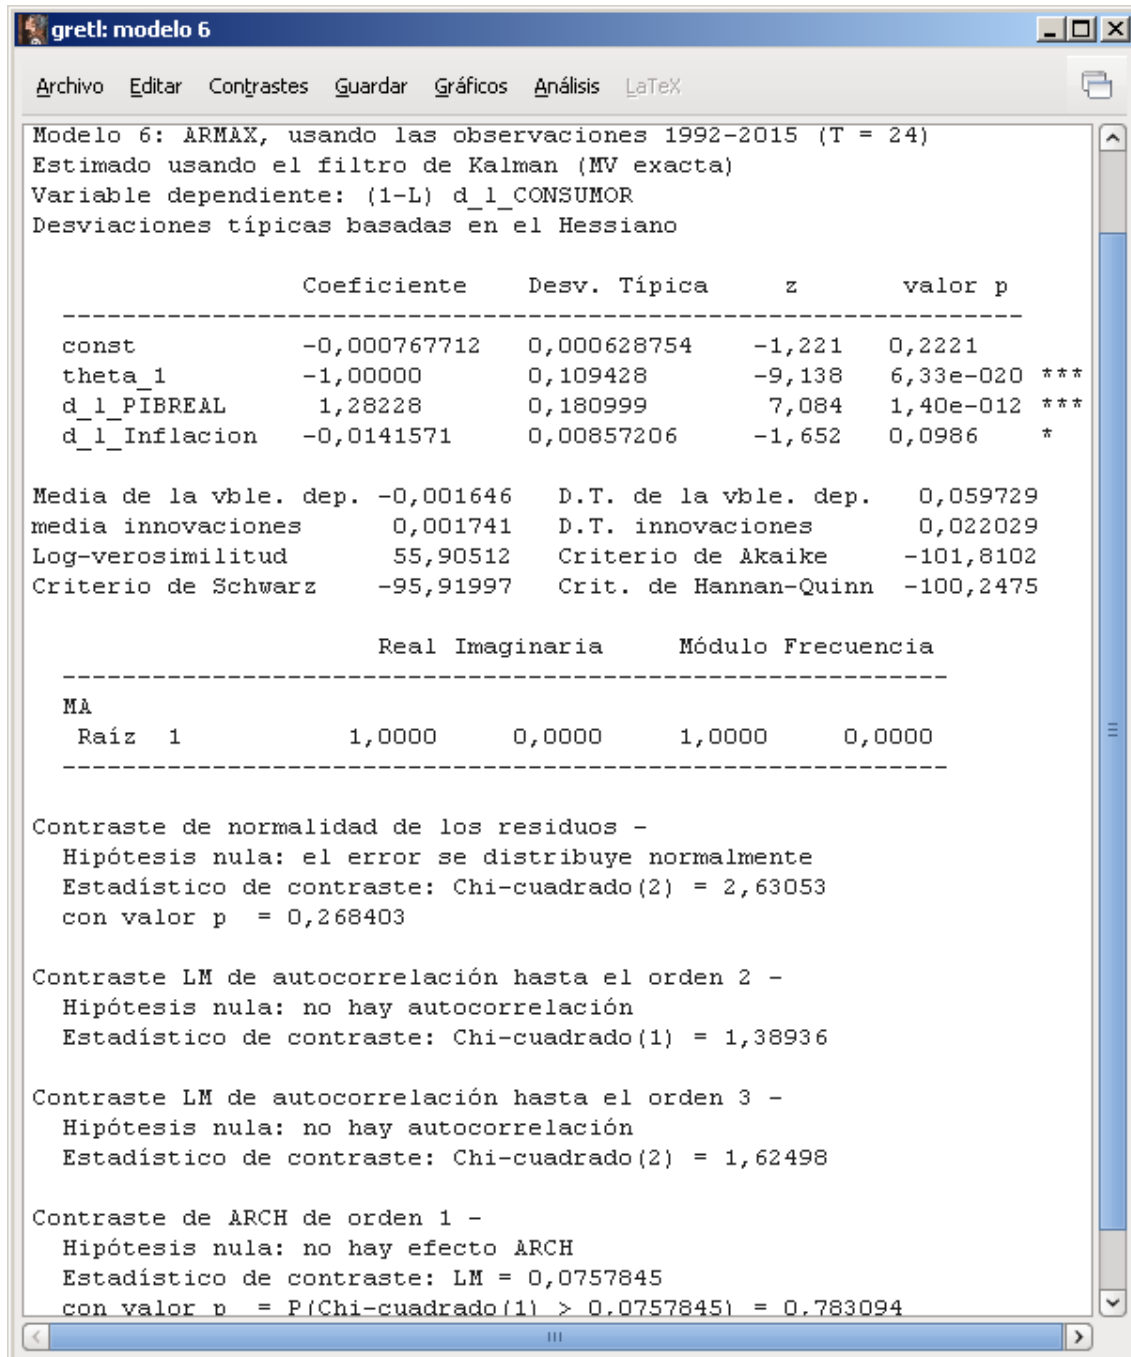 gretl: modelo 6
Archivo Editar Contrastes Guardar Gráficos Análisis LaTeX
Modelo 6: ARMAX, usando las observaciones 1992-2015 (T = 24)
Estimado usando el filtro de Kalman (MV exacta)
Variable dependiente: (1-L) d_l_CONSUMOR
Desviaciones típicas basadas en el Hessiano
Coeficiente Desv. Típica z valor p
const -0,000767712 0,000628754 -1,221 0,2221
theta_1 -1,00000 0,109428 -9,138 6,33e-020 ***
d_l_PIBREAL 1,28228 0,180999 7,084 1,40e-012 ***
d_l_Inflacion -0,0141571 0,00857206 -1,652 0,0986 *
Media de la vble. dep. -0,001646 D.T. de la vble. dep. 0,059729
media innovaciones 0,001741 D.T. innovaciones 0,022029
Log-verosimilitud 55,90512 Criterio de Akaike -101,8102
Criterio de Schwarz -95,91997 Crit. de Hannan-Quinn -100,2475
Real Imaginaria Módulo Frecuencia
MA
Raíz 1 1,0000 0,0000 1,0000 0,0000
Contraste de normalidad de los residuos -
Hipótesis nula: el error se distribuye normalmente
Estadístico de contraste: Chi-cuadrado(2) = 2,63053
con valor p = 0,268403
Contraste LM de autocorrelación hasta el orden 2 -
Hipótesis nula: no hay autocorrelación
Estadístico de contraste: Chi-cuadrado(1) = 1,38936
Contraste LM de autocorrelación hasta el orden 3 -
Hipótesis nula: no hay autocorrelación
Estadístico de contraste: Chi-cuadrado(2) = 1,62498
Contraste de ARCH de orden 1 -
Hipótesis nula: no hay efecto ARCH
Estadístico de contraste: LM = 0,0757845
con valor p = P(Chi-cuadrado(1) > 0,0757845) = 0,783094